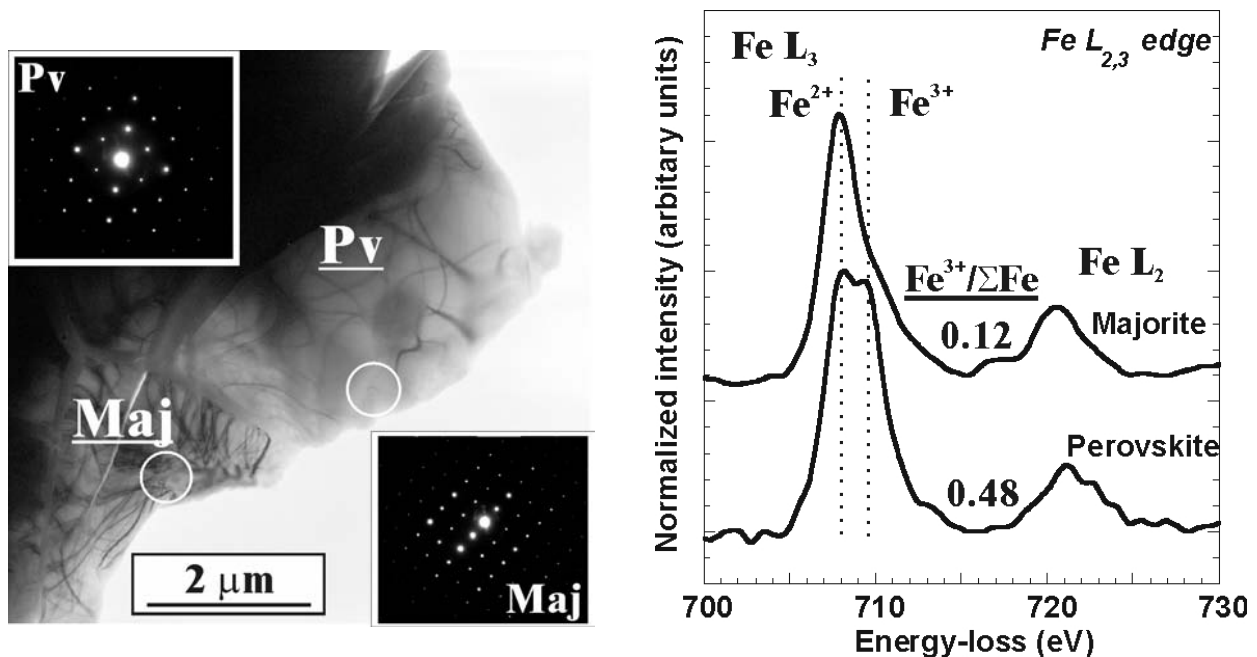 Pv
Pv
Maj
2 μm
Maj
Fe L₂,₃ edge
Fe L₃
Fe²⁺ Fe³⁺
Fe³⁺/ΣFe
Fe L₂
0.12
Majorite
Perovskite
0.48
Normalized intensity (arbitary units)
700 710 720 730
Energy-loss (eV)